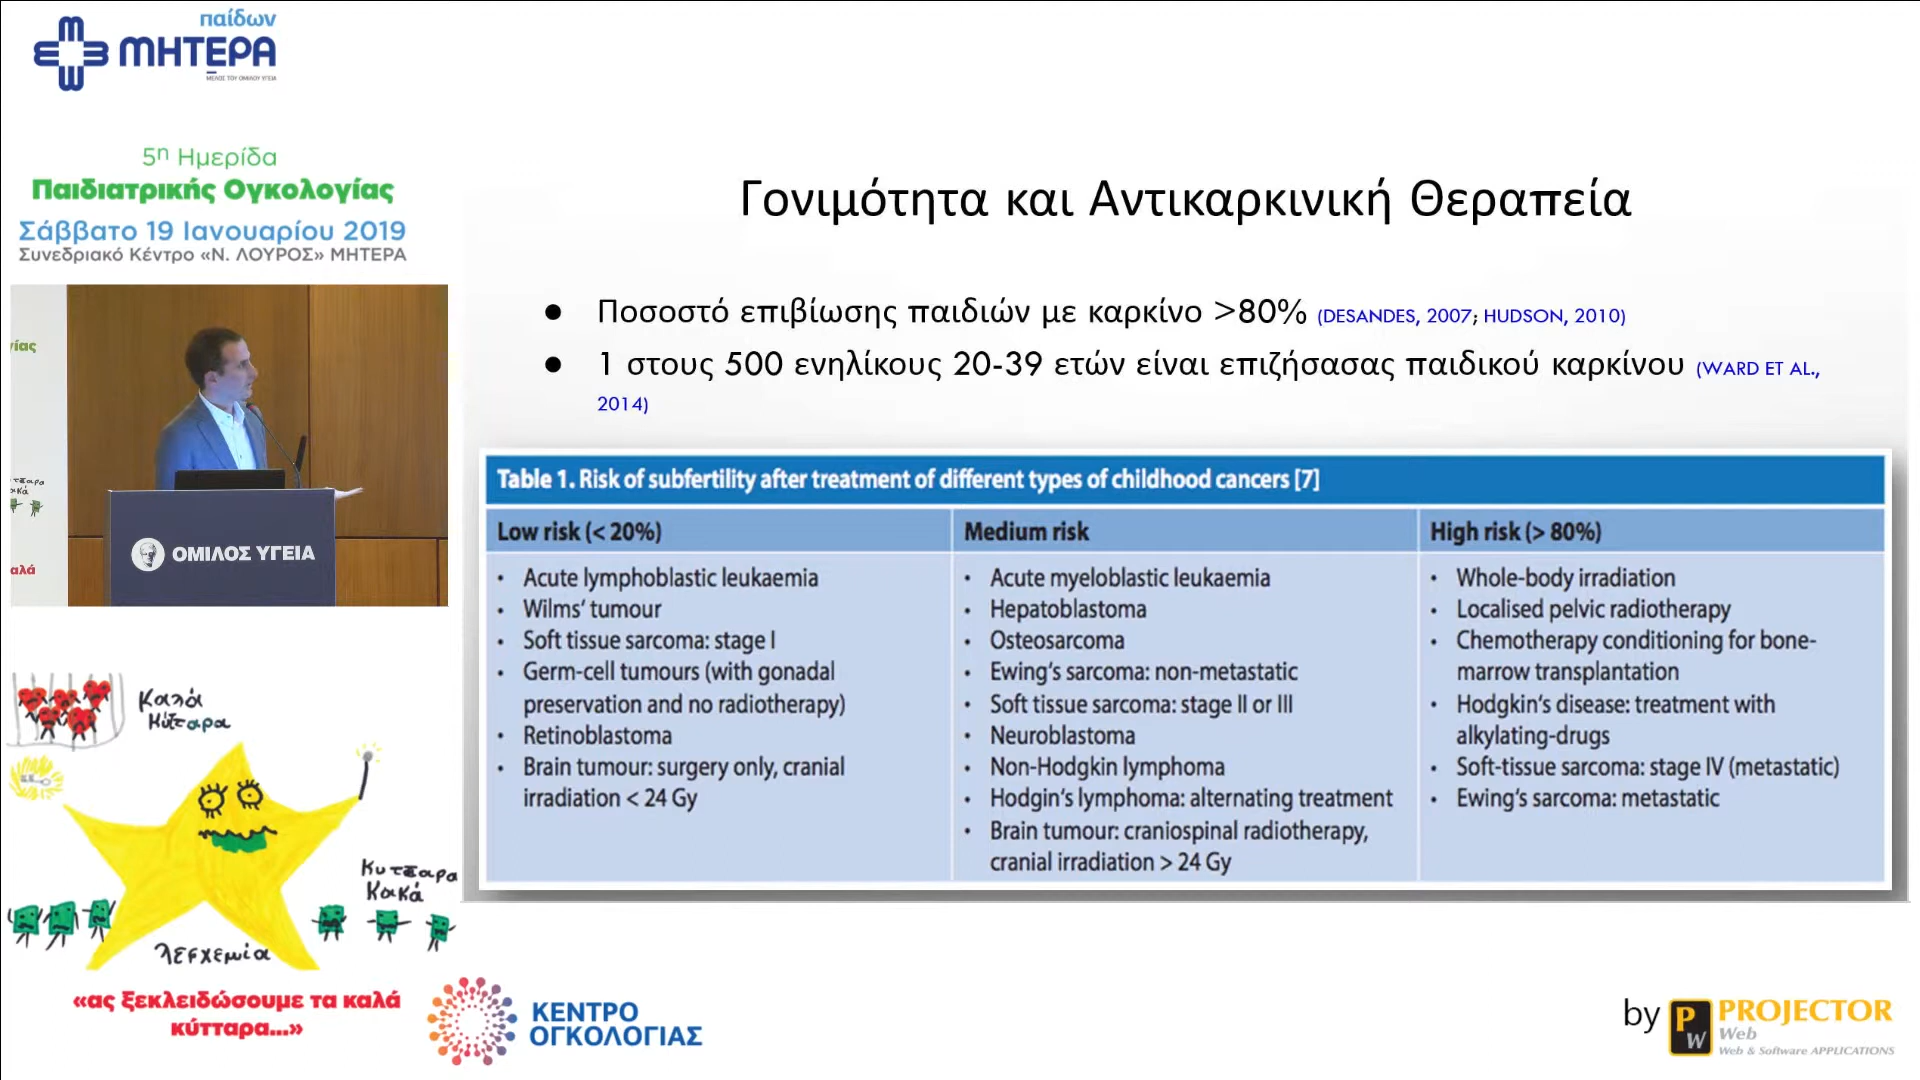 παίδων
ΜΗΤΕΡΑ
ΜΕΛΟΣ ΤΟΥ ΟΜΙΛΟΥ ΥΓΕΙΑ
5η Ημερίδα
Παιδιατρικής Ογκολογίας
Σάββατο 19 Ιανουαρίου 2019
Συνεδριακό Κέντρο «Ν. ΛΟΥΡΟΣ» ΜΗΤΕΡΑ
ΟΜΙΛΟΣ ΥΓΕΙΑ
Καλά
Κύτταρα
Κυτταρα
Κακά
λεχχεμία
«ας ξεκλειδώσουμε τα καλά
κύτταρα...»
Γονιμότητα και Αντικαρκινική Θεραπεία
● Ποσοστό επιβίωσης παιδιών με καρκίνο >80% (DESANDES, 2007; HUDSON, 2010)
● 1 στους 500 ενηλίκους 20-39 ετών είναι επιζήσασας παιδικού καρκίνου (WARD ET AL.,
2014)
Table 1. Risk of subfertility after treatment of different types of childhood cancers [7]
Low risk (< 20%)
• Acute lymphoblastic leukaemia
• Wilms' tumour
• Soft tissue sarcoma: stage I
• Germ-cell tumours (with gonadal
preservation and no radiotherapy)
• Retinoblastoma
• Brain tumour: surgery only, cranial
irradiation < 24 Gy
Medium risk
• Acute myeloblastic leukaemia
• Hepatoblastoma
• Osteosarcoma
• Ewing's sarcoma: non-metastatic
• Soft tissue sarcoma: stage II or III
• Neuroblastoma
• Non-Hodgkin lymphoma
• Hodgin's lymphoma: alternating treatment
• Brain tumour: craniospinal radiotherapy,
cranial irradiation > 24 Gy
High risk (> 80%)
• Whole-body irradiation
• Localised pelvic radiotherapy
• Chemotherapy conditioning for bone-
marrow transplantation
• Hodgkin's disease: treatment with
alkylating-drugs
• Soft-tissue sarcoma: stage IV (metastatic)
• Ewing's sarcoma: metastatic
ΚΕΝΤΡΟ
ΟΓΚΟΛΟΓΙΑΣ
by PW PROJECTOR
Web
Web & Software APPLICATIONS